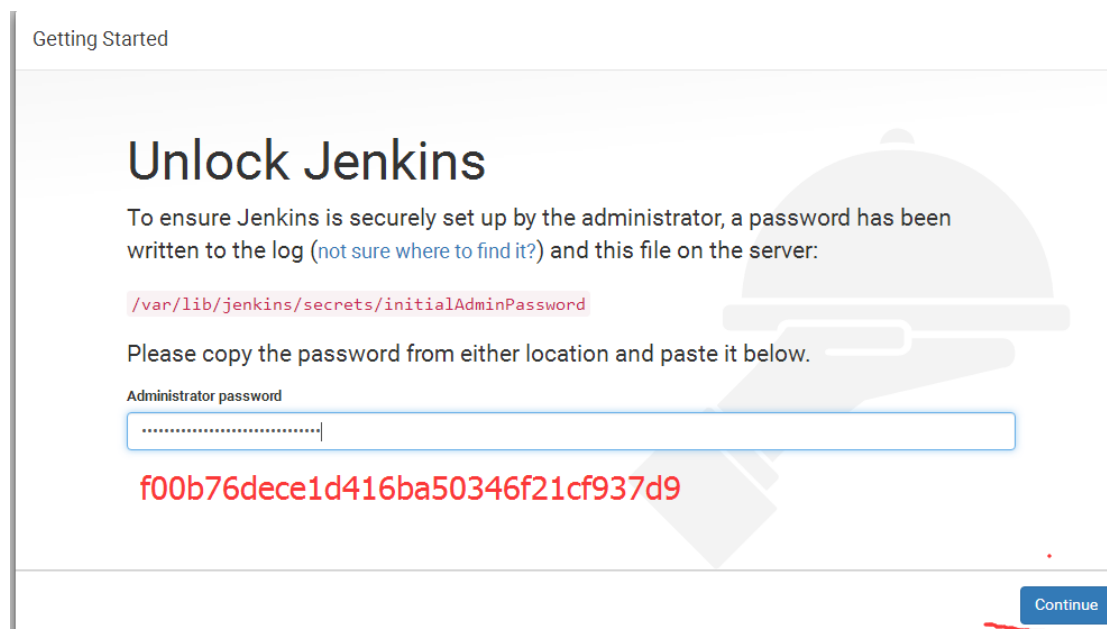 Getting Started
Unlock Jenkins
To ensure Jenkins is securely set up by the administrator, a password has been
written to the log (not sure where to find it?) and this file on the server:
/var/lib/jenkins/secrets/initialAdminPassword
Please copy the password from either location and paste it below.
Administrator password
f00b76dece1d416ba50346f21cf937d9
Continue